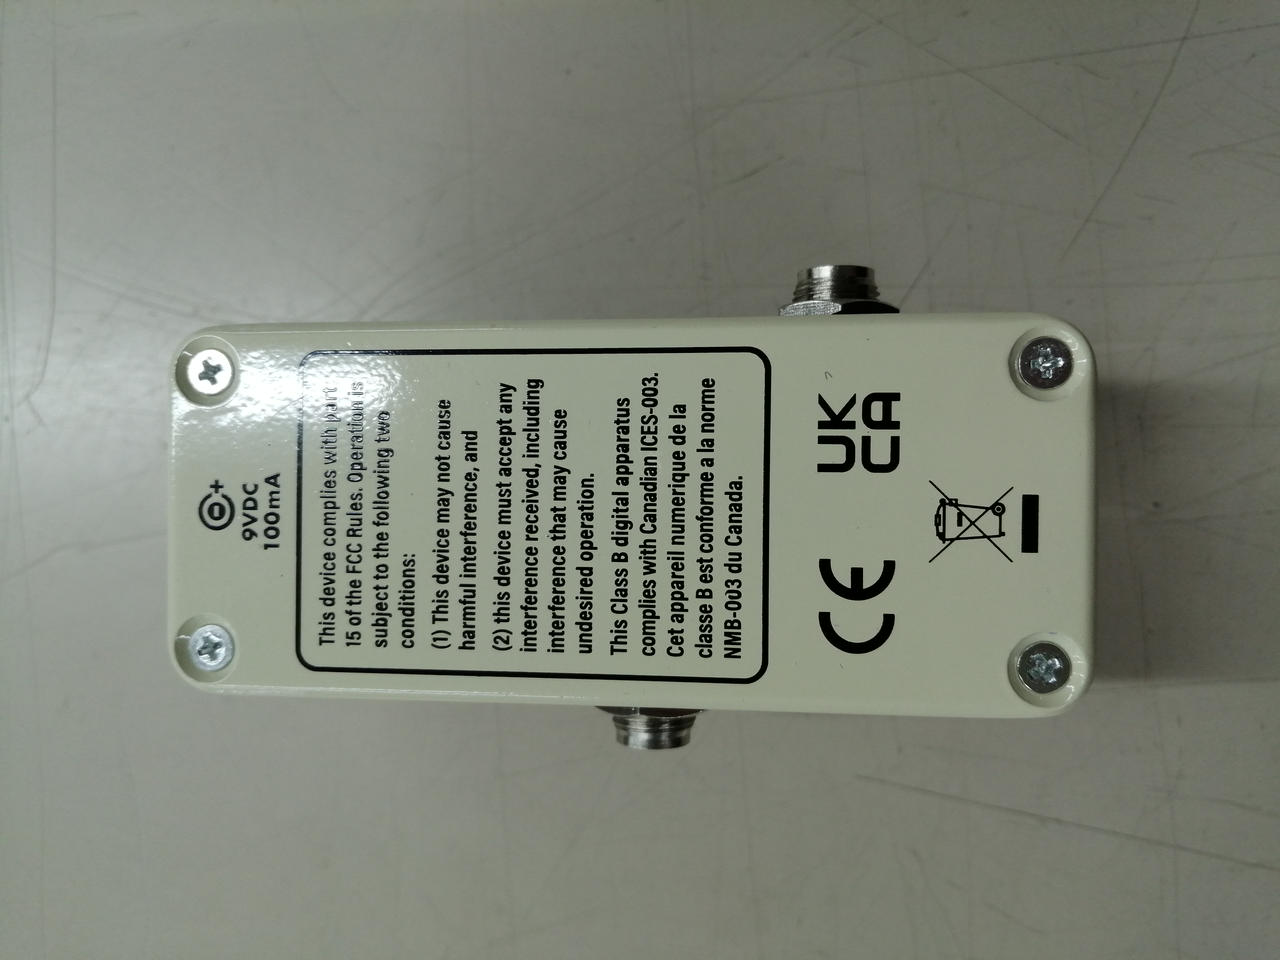 +
9VDC
100mA
This device complies with part
15 of the FCC Rules. Operation is
subject to the following two
conditions:
(1) This device may not cause
harmful interference, and
(2) this device must accept any
interference received, including
interference that may cause
undesired operation.
This Class B digital apparatus
complies with Canadian ICES-003.
Cet appareil numerique de la
classe B est conforme a la norme
NMB-003 du Canada.
CE
UK
CA